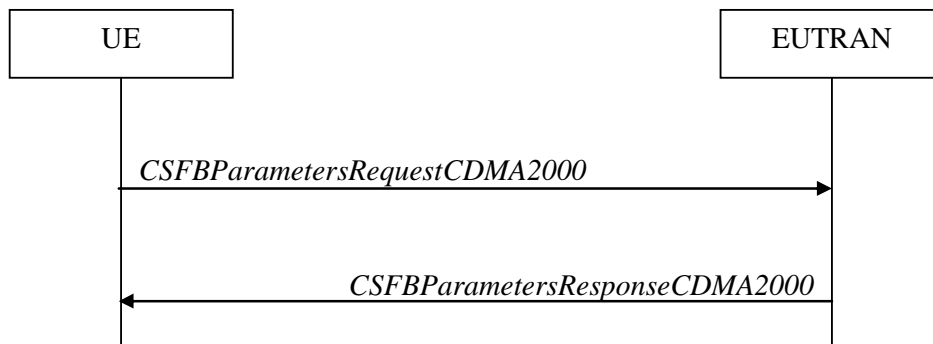 UE
EUTRAN
CSFBParametersRequestCDMA2000
CSFBParametersResponseCDMA2000